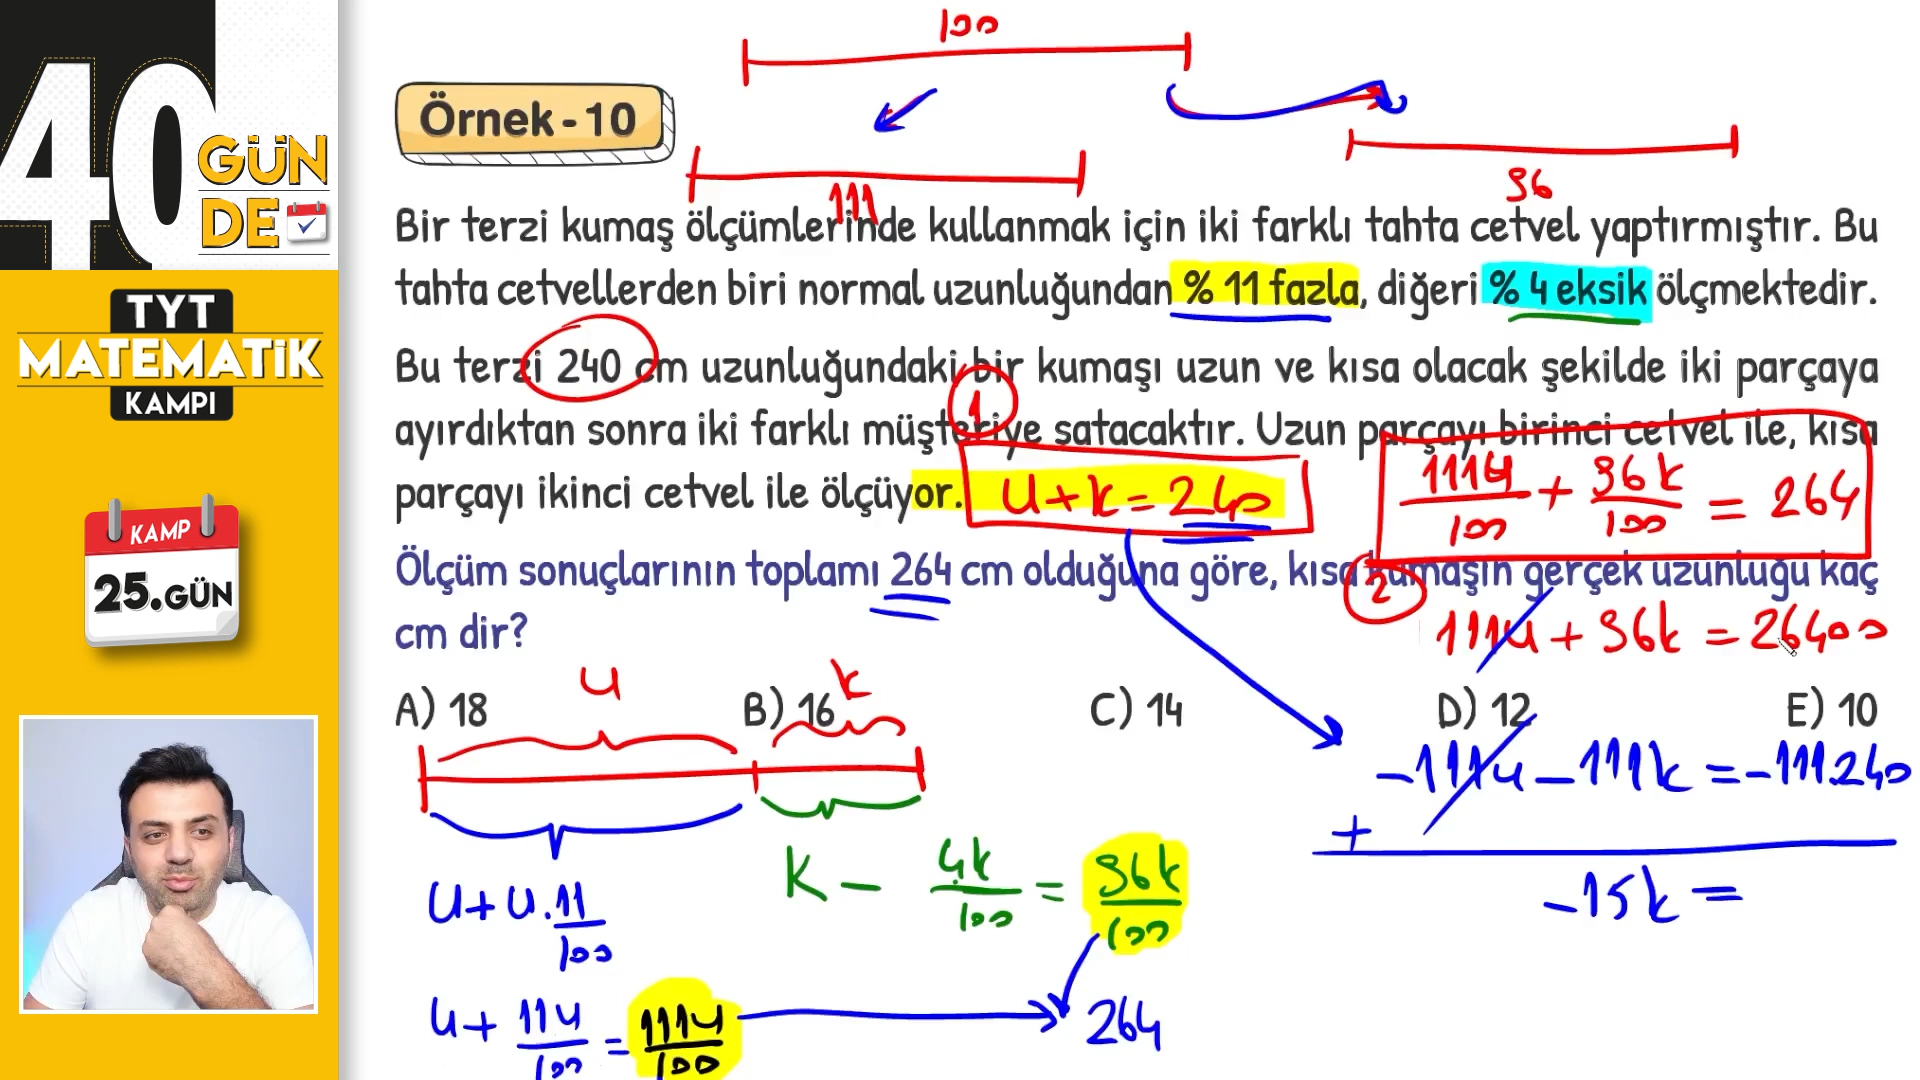 40
GÜN
DE
TYT
MATEMATİK
KAMPI
KAMP
25.GÜN
100
Örnek - 10
111
96
Bir terzi kumaş ölçümlerinde kullanmak için iki farklı tahta cetvel yaptırmıştır. Bu
tahta cetvellerden biri normal uzunluğundan % 11 fazla, diğeri % 4 eksik ölçmektedir.
Bu terzi 240 cm uzunluğundaki bir kumaşı uzun ve kısa olacak şekilde iki parçaya
1
ayırdıktan sonra iki farklı müşteriye satacaktır. Uzun parçayı birinci cetvel ile, kısa
parçayı ikinci cetvel ile ölçüyor. u+k=240
111u/100 + 96k/100 = 264
Ölçüm sonuçlarının toplamı 264 cm olduğuna göre, kısa kumaşın gerçek uzunluğu kaç
2
cm dir?
111u + 96k = 26400
u k
A) 18 B) 16 C) 14 D) 12 E) 10
-111u - 111k = -111.240
+
-15k =
K - 4k/100 = 96k/100
u+u.11/100
u+ 11u/100 = 111u/100
264